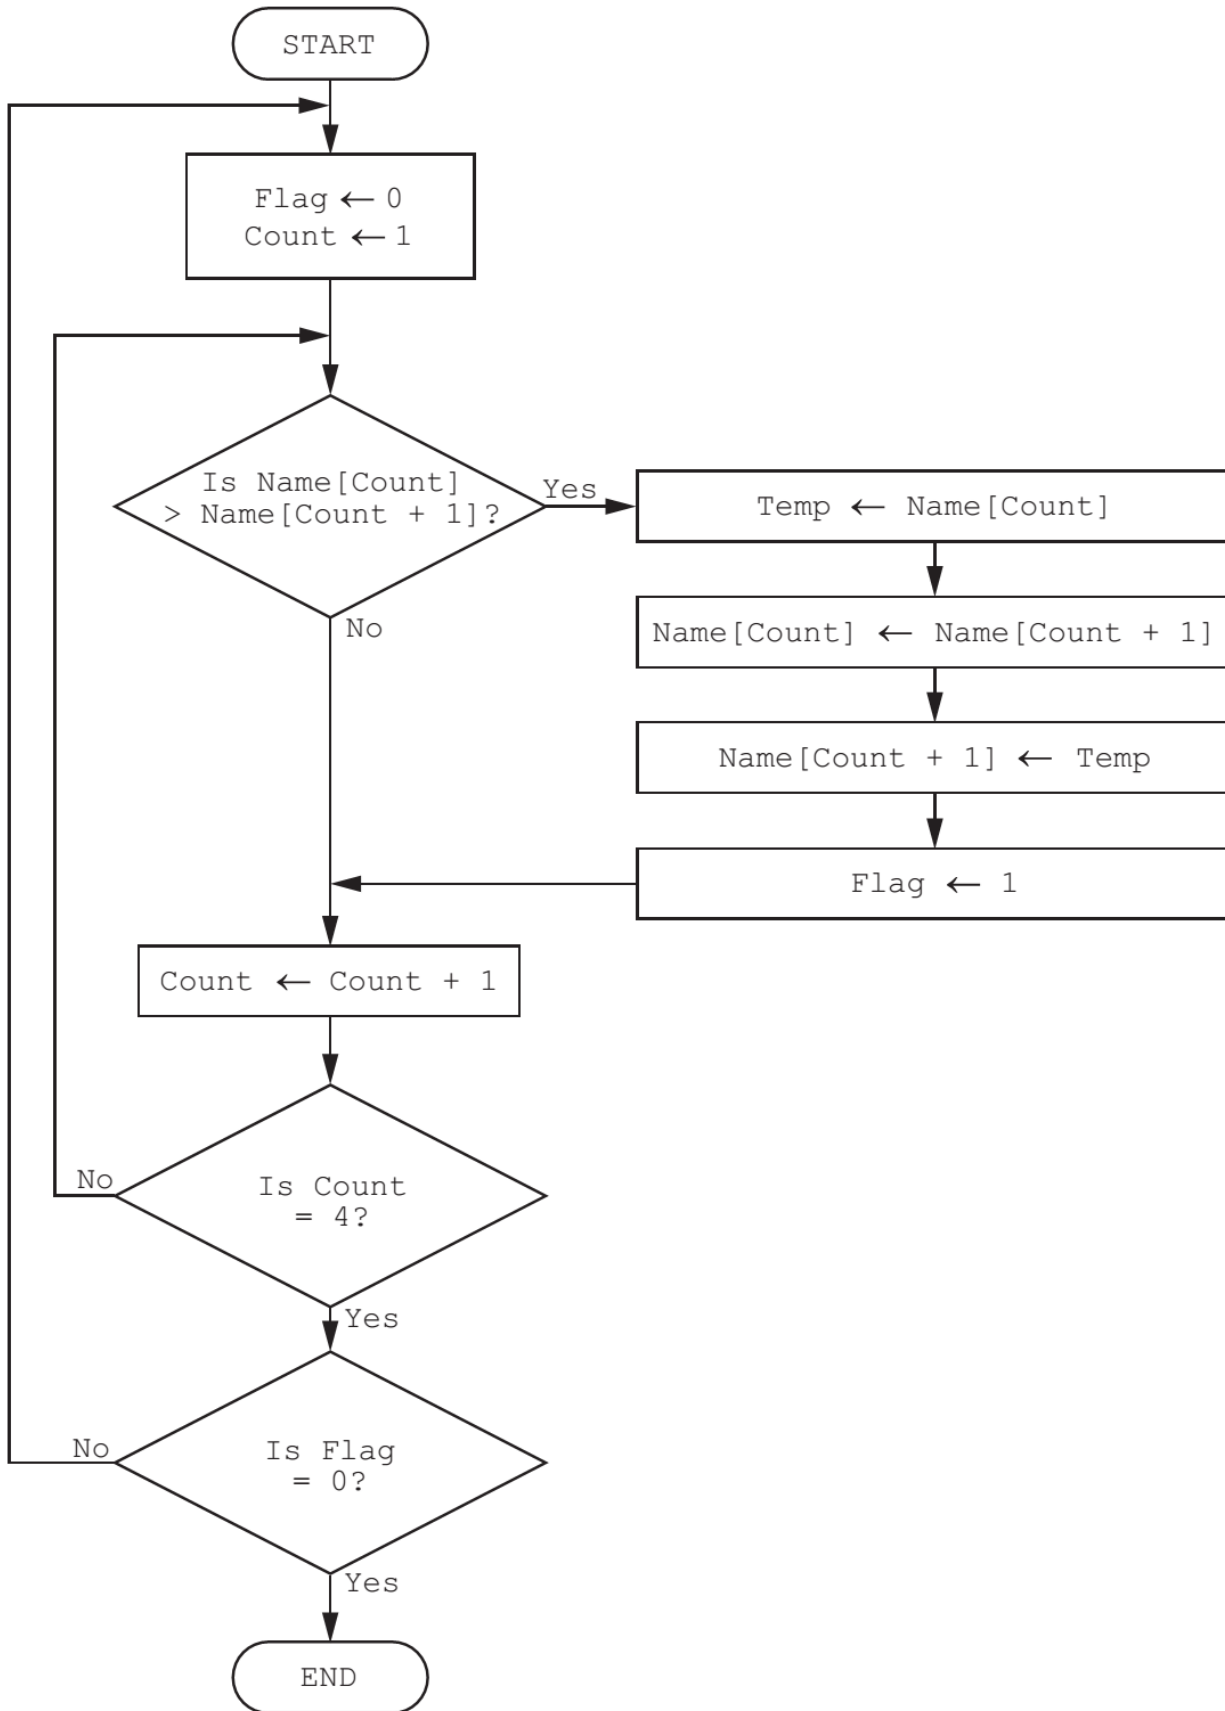 START
Flag ← 0
Count ← 1
Is Name[Count]
> Name[Count + 1]?
Yes
No
Temp ← Name[Count]
Name[Count] ← Name[Count + 1]
Name[Count + 1] ← Temp
Flag ← 1
Count ← Count + 1
Is Count
= 4?
No
Yes
Is Flag
= 0?
No
Yes
END